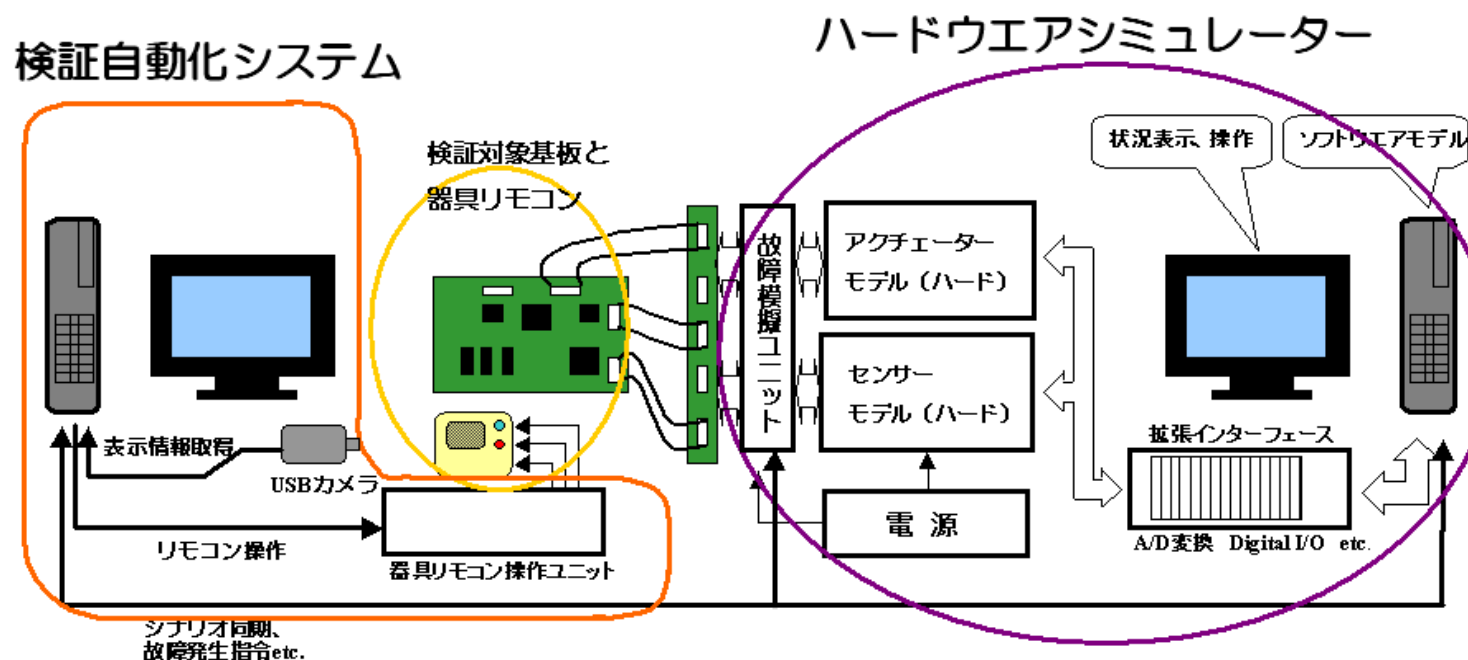 検証自動化システム
ハードウエアシミュレーター
検証対象基板と
器具リモコン
状況表示、操作
ソフトウエアモデル
故障模擬ユニット
アクチェーター
モデル（ハード）
センサー
モデル（ハード）
表示情報取得
USBカメラ
リモコン操作
器具リモコン操作ユニット
電 源
拡張インターフェース
A/D変換 Digital I/O etc.
シナリオ同期、
故障発生指令etc.